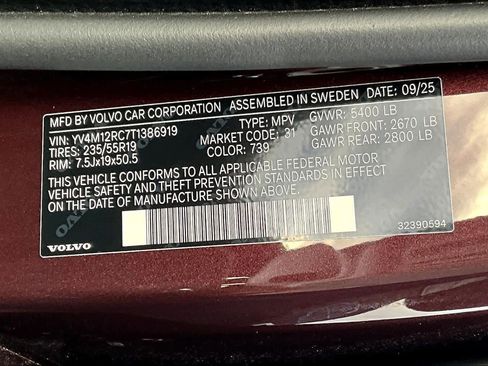 MFD BY VOLVO CAR CORPORATION ASSEMBLED IN SWEDEN DATE: 09/25
VIN: YV4M12RC7T1386919 TYPE: MPV GVWR: 5400 LB
TIRES: 235/55R19 MARKET CODE: 31 GAWR FRONT: 2670 LB
RIM: 7.5Jx19x50.5 COLOR: 739 GAWR REAR: 2800 LB
THIS VEHICLE CONFORMS TO ALL APPLICABLE FEDERAL MOTOR
VEHICLE SAFETY AND THEFT PREVENTION STANDARDS IN EFFECT
ON THE DATE OF MANUFACTURE SHOWN ABOVE.
VOLVO
32390594